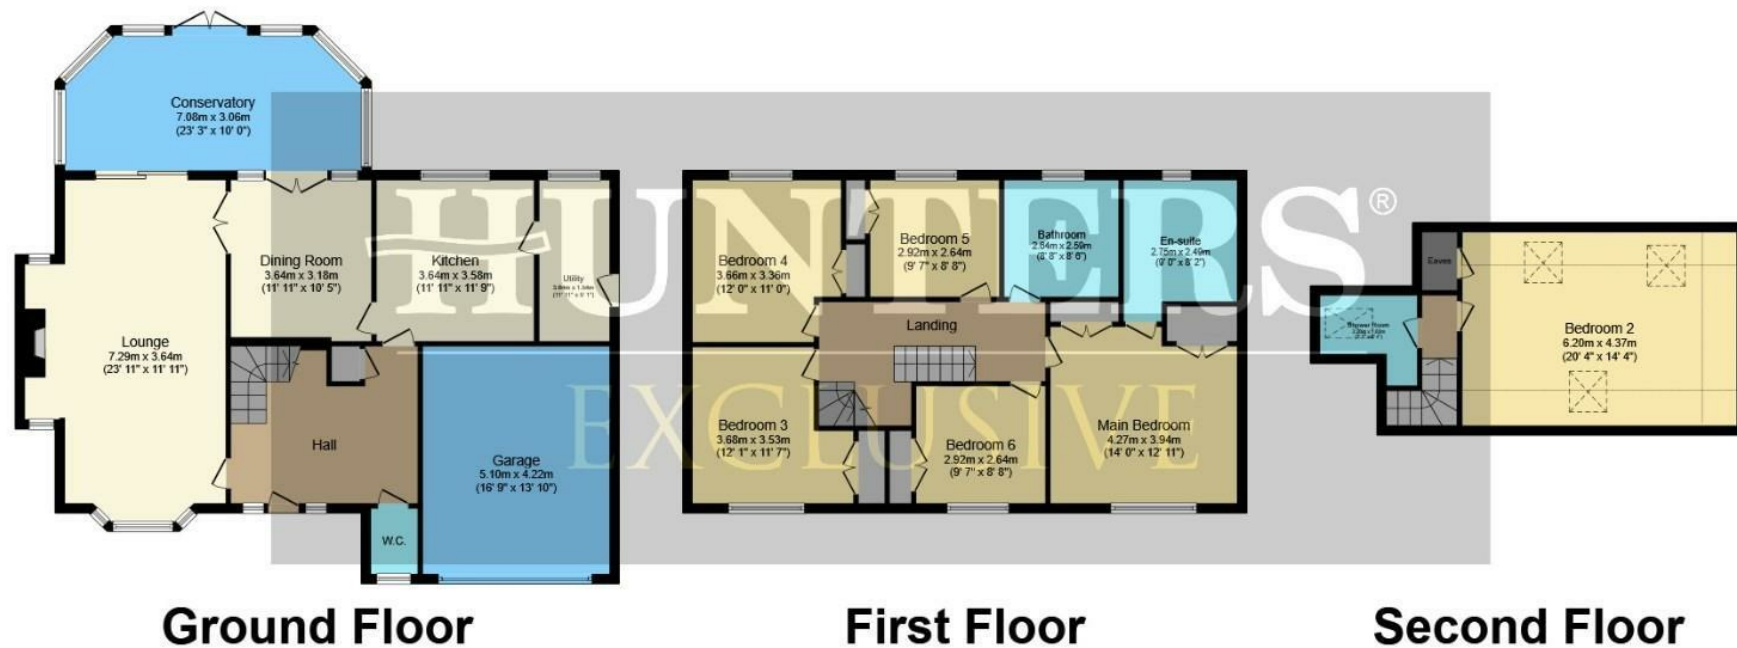 Conservatory
7.08m x 3.06m
(23' 3" x 10' 0")
HUNTERS®
EXCLUSIVE
Dining Room
3.64m x 3.18m
(11' 11" x 10' 5")
Kitchen
3.64m x 3.58m
(11' 11" x 11' 9")
Utility
Lounge
7.29m x 3.64m
(23' 11" x 11' 11")
Hall
Garage
5.10m x 4.22m
(16' 9" x 13' 10")
W.C.
Ground Floor
Bedroom 4
3.66m x 3.36m
(12' 0" x 11' 0")
Bedroom 5
2.92m x 2.64m
(9' 7" x 8' 8")
Bathroom
2.64m x 2.59m
(8' 8" x 8' 6")
En-suite
2.75m x 2.49m
(9' 0" x 8' 2")
Landing
Bedroom 3
3.68m x 3.53m
(12' 1" x 11' 7")
Bedroom 6
2.92m x 2.64m
(9' 7" x 8' 8")
Main Bedroom
4.27m x 3.94m
(14' 0" x 12' 11")
First Floor
Eaves
Shower Room
Bedroom 2
6.20m x 4.37m
(20' 4" x 14' 4")
Second Floor